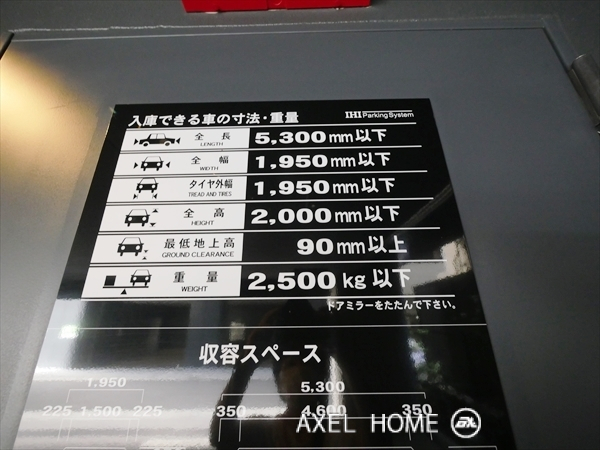 入庫できる車の寸法・重量 IHI Parking System
全長 LENGTH 5,300mm以下
全幅 WIDTH 1,950mm以下
タイヤ外幅 TREAD AND TIRES 1,950mm以下
全高 HEIGHT 2,000mm以下
最低地上高 GROUND CLEARANCE 90mm以上
重量 WEIGHT 2,500kg以下
ドアミラーをたたんで下さい。
収容スペース
1.950 5,300
225 1.500 225 350 4,600 350
AXEL HOME